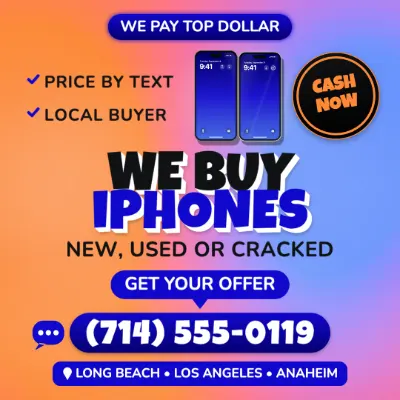 WE PAY TOP DOLLAR
PRICE BY TEXT
LOCAL BUYER
9:41
9:41
CASH
NOW
WE BUY
IPHONES
NEW, USED OR CRACKED
GET YOUR OFFER
(714) 555-0119
LONG BEACH • LOS ANGELES • ANAHEIM